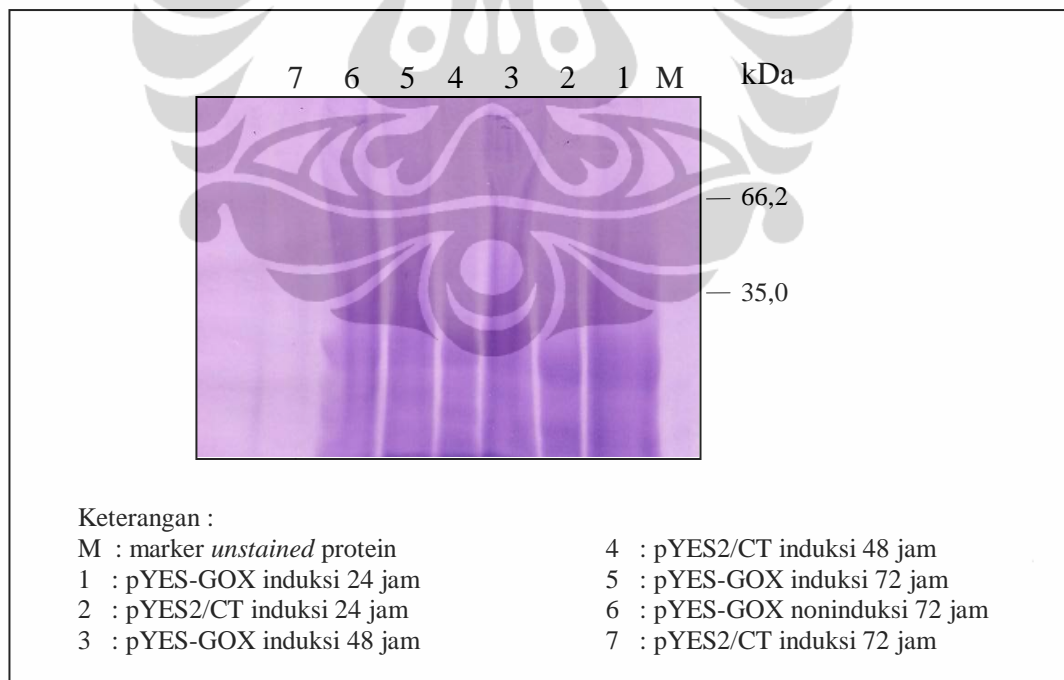 7 6 5 4 3 2 1 M kDa
66,2
35,0
Keterangan :
M : marker unstained protein
1 : pYES-GOX induksi 24 jam
2 : pYES2/CT induksi 24 jam
3 : pYES-GOX induksi 48 jam
4 : pYES2/CT induksi 48 jam
5 : pYES-GOX induksi 72 jam
6 : pYES-GOX noninduksi 72 jam
7 : pYES2/CT induksi 72 jam